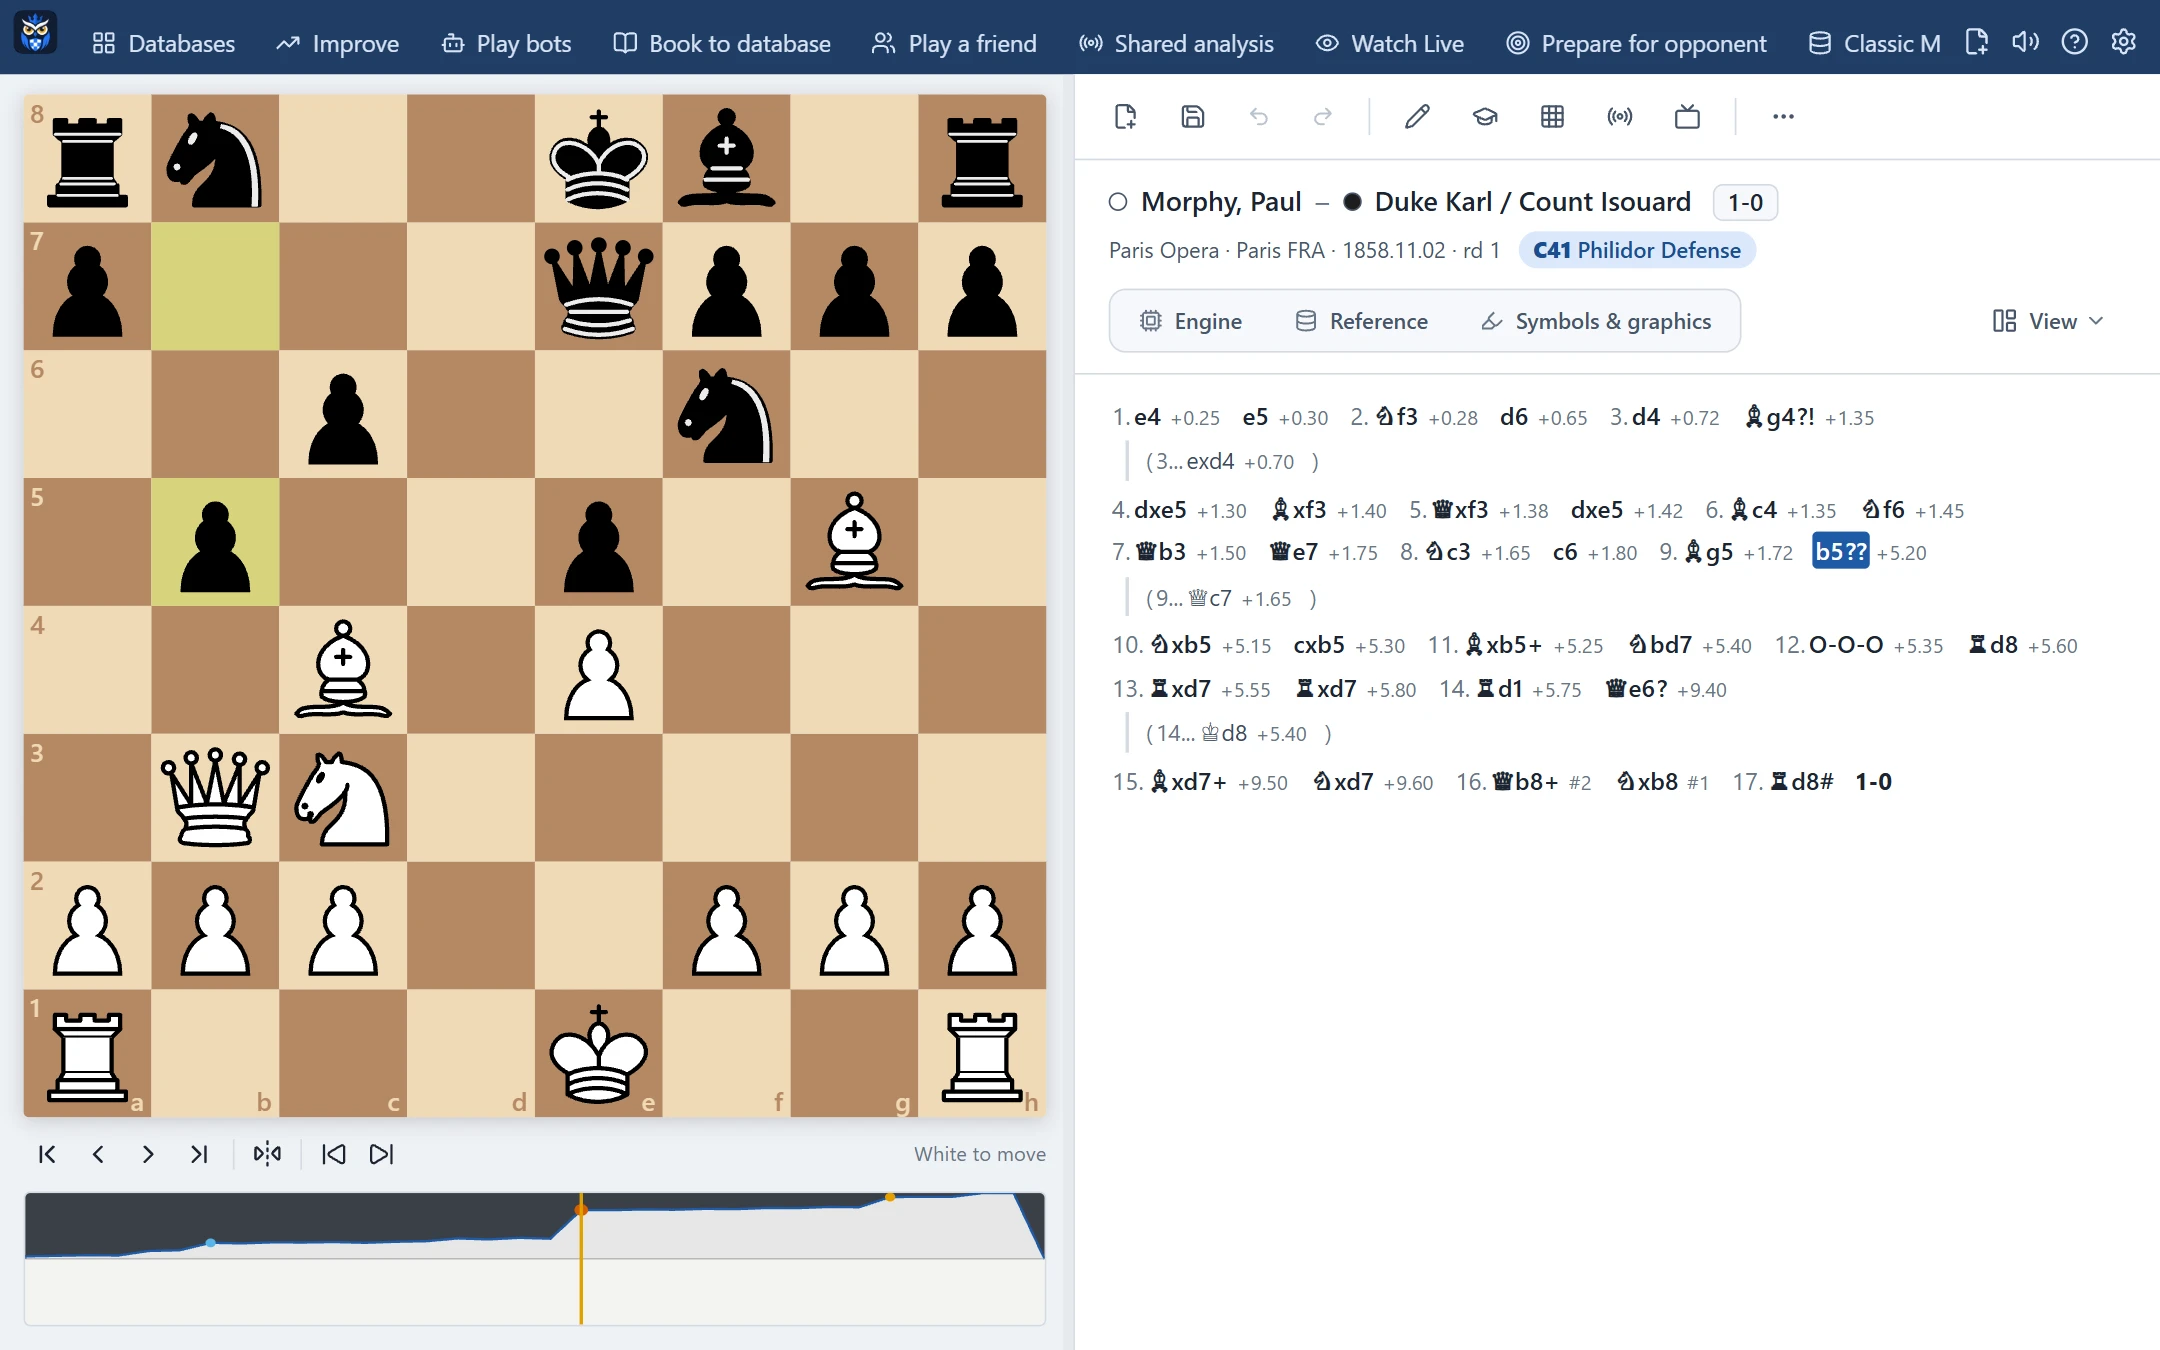 Databases Improve Play bots Book to database Play a friend Shared analysis Watch Live Prepare for opponent Classic M
Morphy, Paul – Duke Karl / Count Isouard 1-0
Paris Opera · Paris FRA · 1858.11.02 · rd 1 C41 Philidor Defense
Engine Reference Symbols & graphics View
1. e4 +0.25 e5 +0.30 2. ♞f3 +0.28 d6 +0.65 3. d4 +0.72 ♝g4?! +1.35
(3... exd4 +0.70 )
4. dxe5 +1.30 ♝xf3 +1.40 5. ♛xf3 +1.38 dxe5 +1.42 6. ♝c4 +1.35 ♞f6 +1.45
7. ♛b3 +1.50 ♛e7 +1.75 8. ♞c3 +1.65 c6 +1.80 9. ♝g5 +1.72 b5?? +5.20
(9... ♕c7 +1.65 )
10. ♞xb5 +5.15 cxb5 +5.30 11. ♝xb5+ +5.25 ♞bd7 +5.40 12. O-O-O +5.35 ♜d8 +5.60
13. ♜xd7 +5.55 ♜xd7 +5.80 14. ♜d1 +5.75 ♛e6? +9.40
(14... ♔d8 +5.40 )
15. ♝xd7+ +9.50 ♞xd7 +9.60 16. ♛b8+ #2 ♞xb8 #1 17. ♜d8# 1-0
8
7
6
5
4
3
2
1
a b c d e f g h
White to move